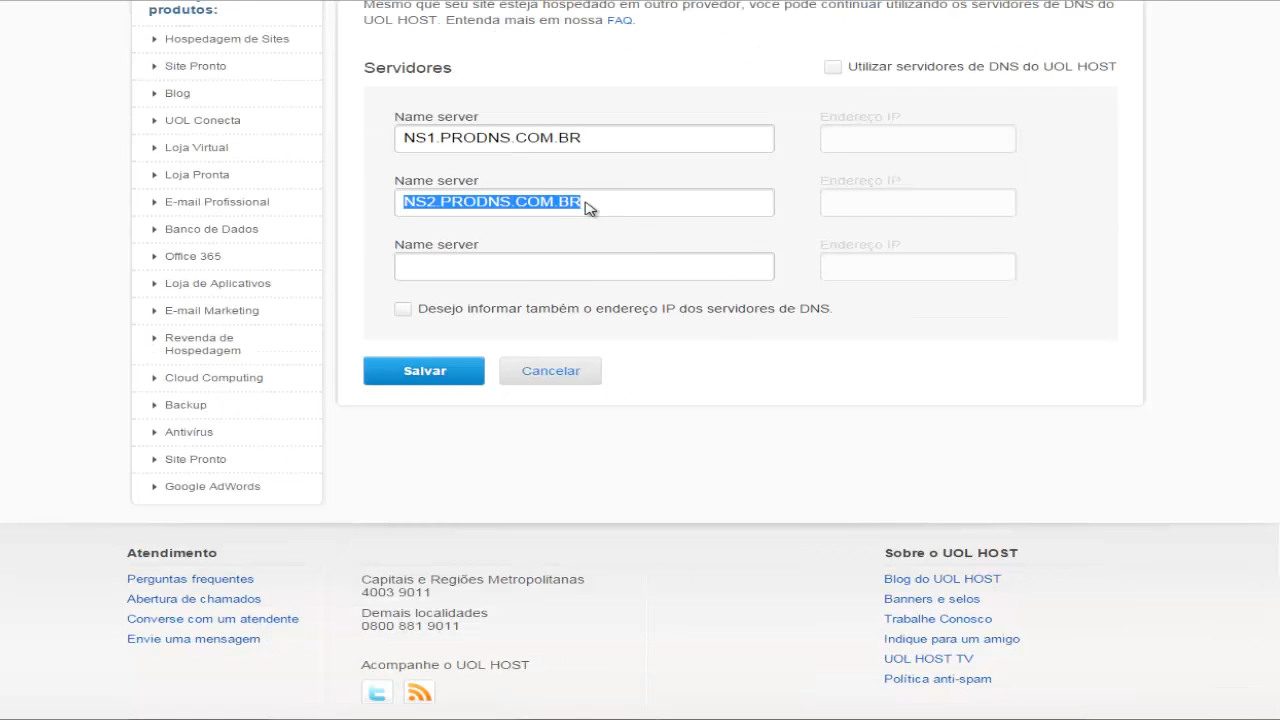 produtos:
Hospedagem de Sites
Site Pronto
Blog
UOL Conecta
Loja Virtual
Loja Pronta
E-mail Profissional
Banco de Dados
Office 365
Loja de Aplicativos
E-mail Marketing
Revenda de
Hospedagem
Cloud Computing
Backup
Antivírus
Site Pronto
Google AdWords
Mesmo que seu site esteja hospedado em outro provedor, você pode continuar utilizando os servidores de DNS do
UOL HOST. Entenda mais em nossa FAQ.
Servidores
Utilizar servidores de DNS do UOL HOST
Name server
Endereço IP
NS1.PRODNS.COM.BR
Name server
Endereço IP
NS2.PRODNS.COM.BR
Name server
Endereço IP
Desejo informar também o endereço IP dos servidores de DNS.
Salvar
Cancelar
Atendimento
Perguntas frequentes
Abertura de chamados
Converse com um atendente
Envie uma mensagem
Capitais e Regiões Metropolitanas
4003 9011
Demais localidades
0800 881 9011
Acompanhe o UOL HOST
Sobre o UOL HOST
Blog do UOL HOST
Banners e selos
Trabalhe Conosco
Indique para um amigo
UOL HOST TV
Política anti-spam